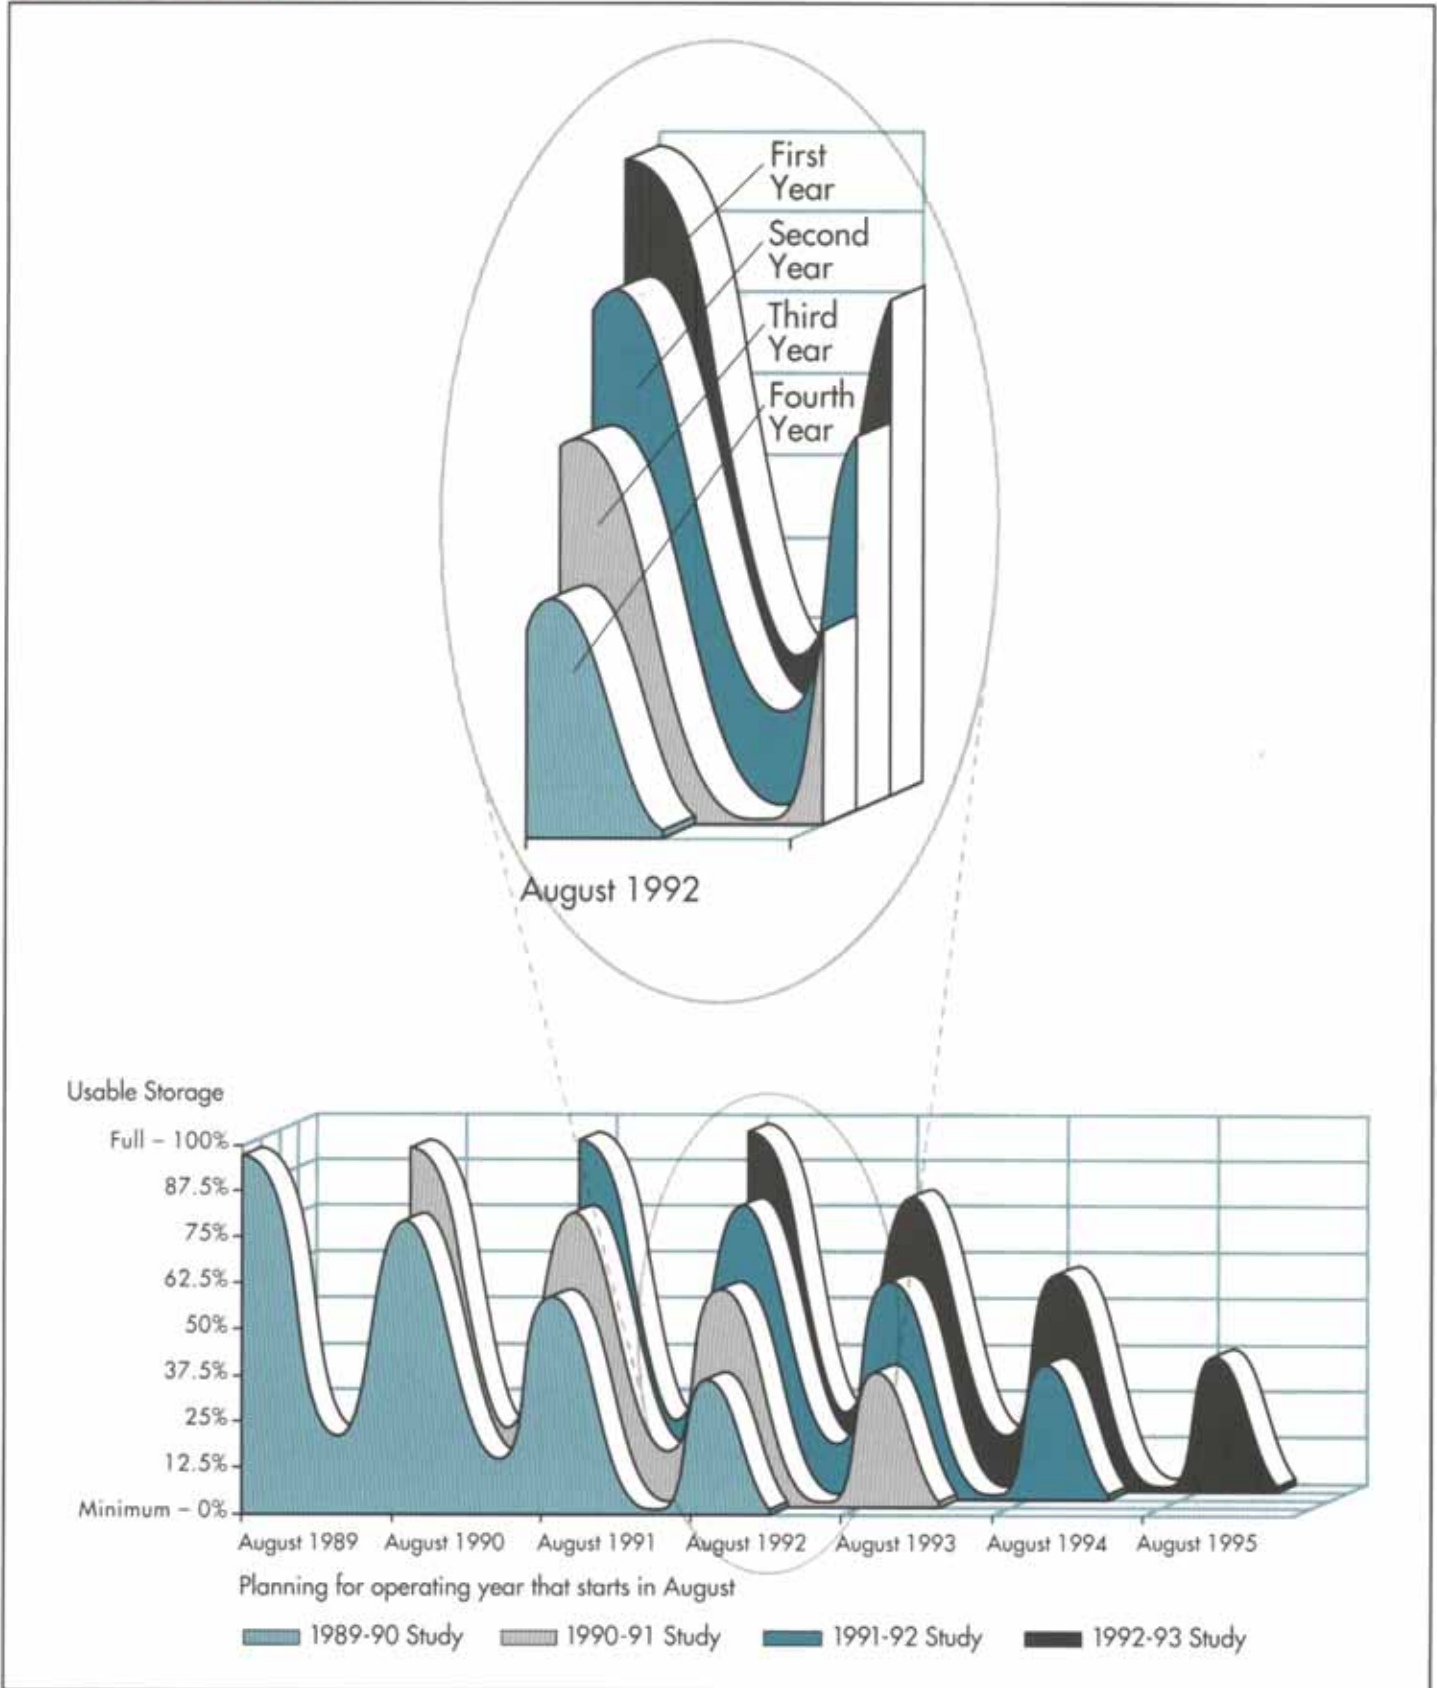 First
Year
Second
Year
Third
Year
Fourth
Year
August 1992
Usable Storage
Full – 100%
87.5%
75%
62.5%
50%
37.5%
25%
12.5%
Minimum – 0%
August 1989 August 1990 August 1991 August 1992 August 1993 August 1994 August 1995
Planning for operating year that starts in August
1989-90 Study 1990-91 Study 1991-92 Study 1992-93 Study